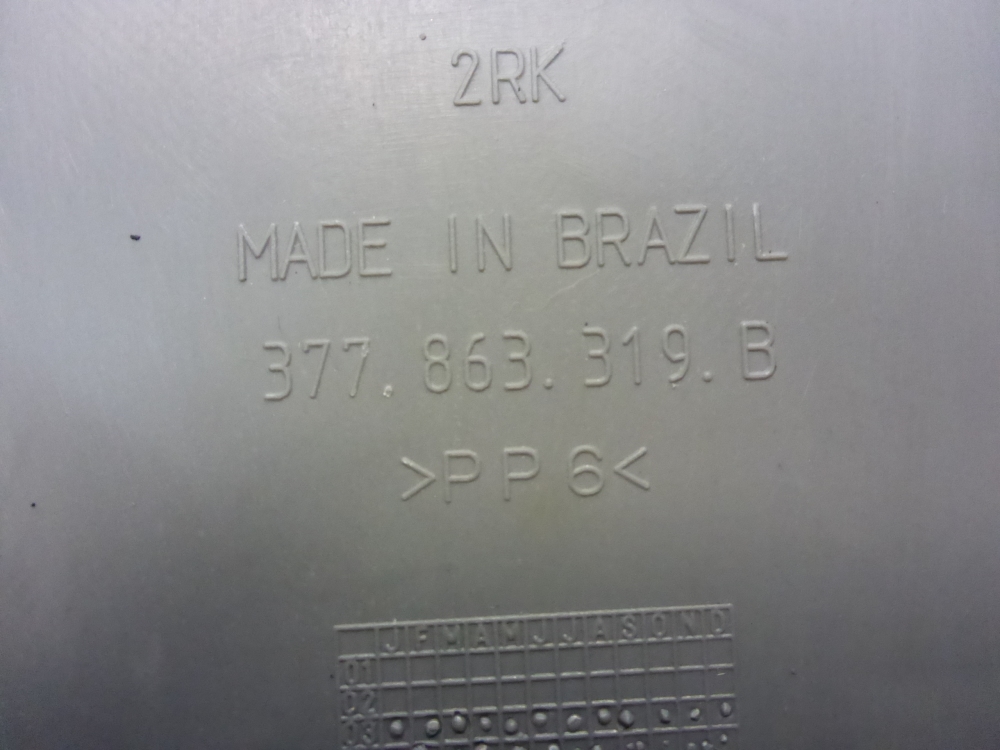 2RK
MADE IN BRAZIL
377.863.319.B
>PP6<
J F M A M J J A S O N D
01
02
03